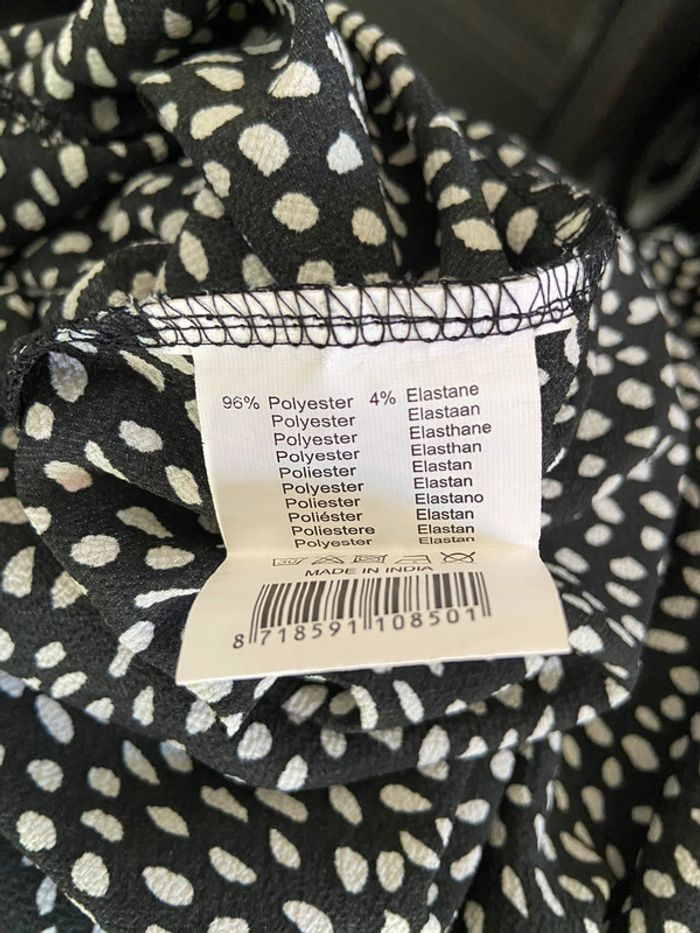 96% Polyester 4% Elastane
Polyester Elastaan
Polyester Elasthane
Polyester Elasthan
Poliester Elastan
Polyester Elastan
Poliester Elastano
Poliéster Elastan
Poliestere Elastan
Polyester Elastan
30
MADE IN INDIA
8 718591 108501